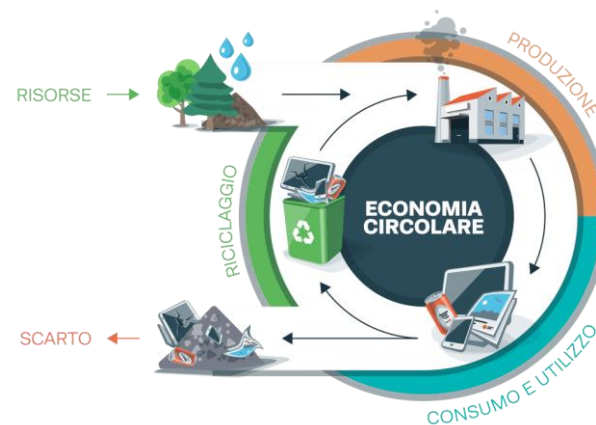 RISORSE
PRODUZIONE
RICICLAGGIO
ECONOMIA
CIRCOLARE
SCARTO
CONSUMO E UTILIZZO